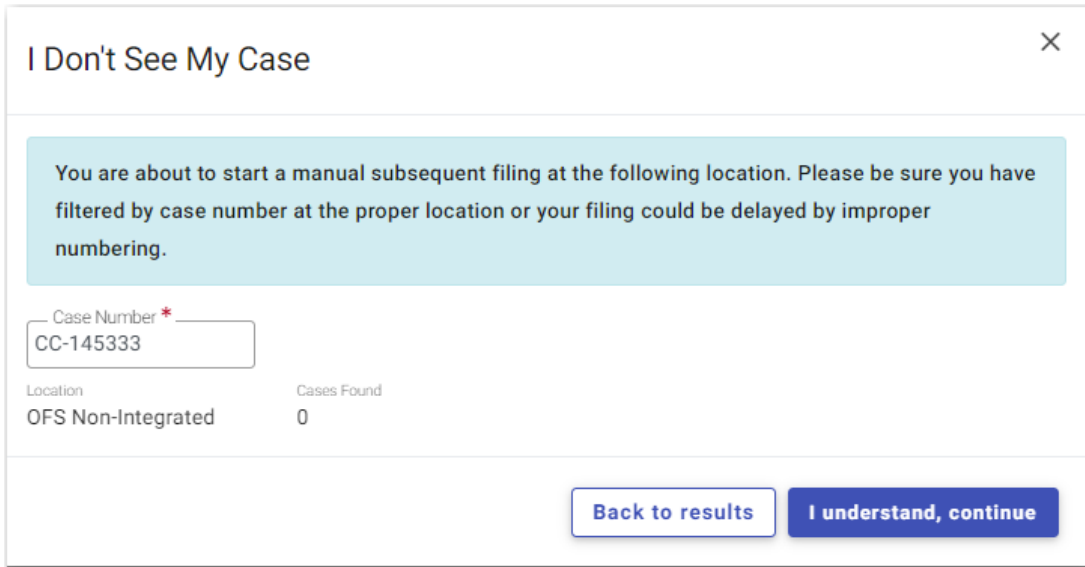 I Don't See My Case
You are about to start a manual subsequent filing at the following location. Please be sure you have
filtered by case number at the proper location or your filing could be delayed by improper
numbering.
Case Number *
CC-145333
Location Cases Found
OFS Non-Integrated 0
Back to results I understand, continue